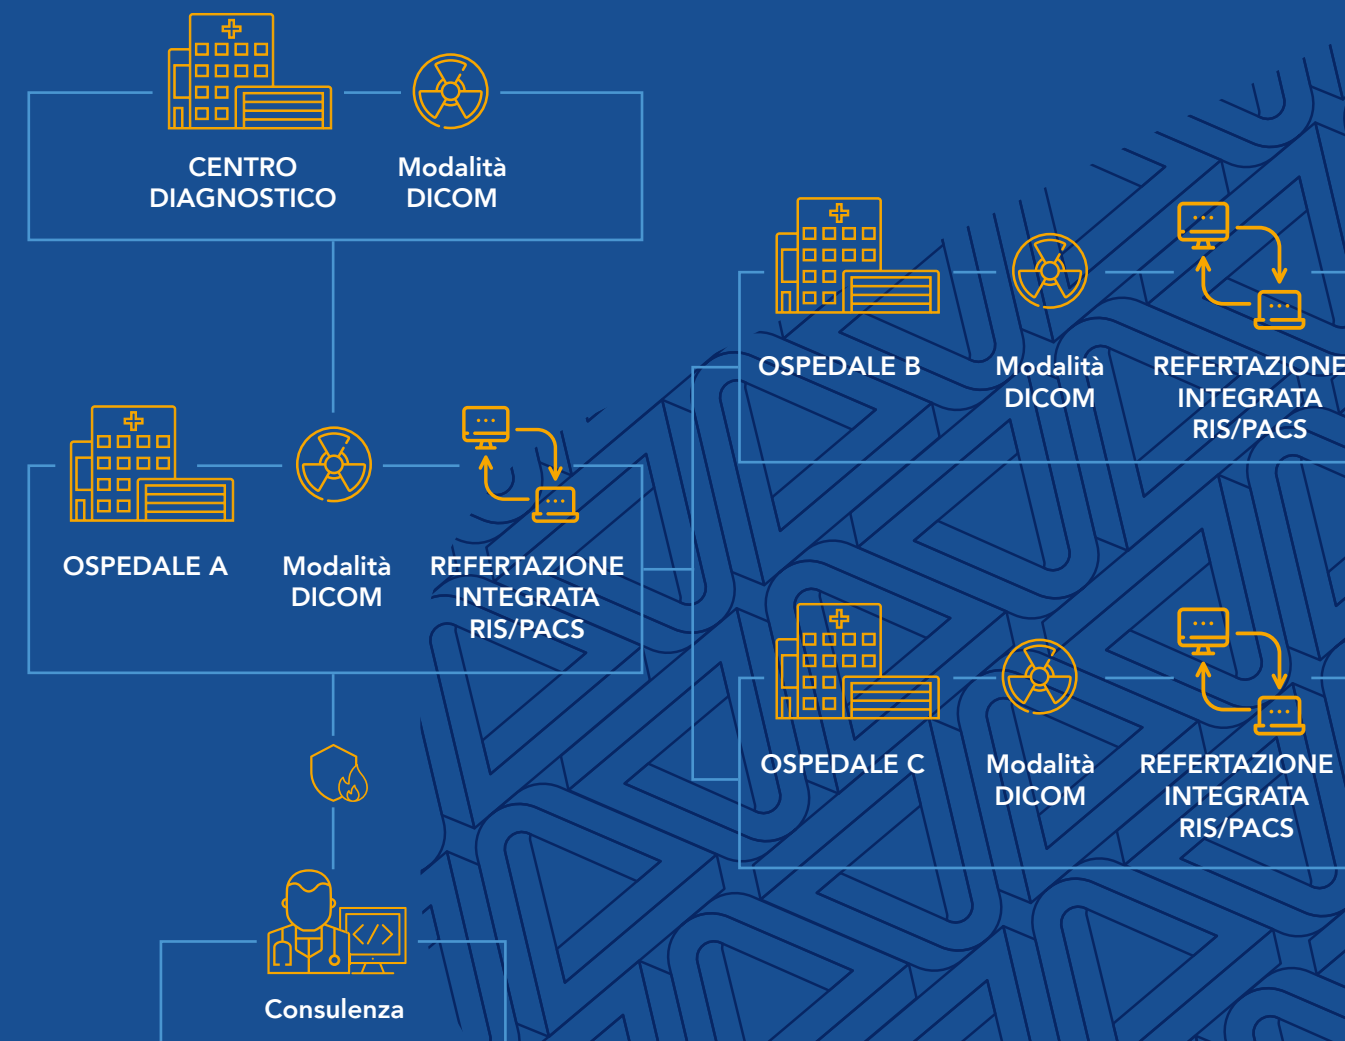 CENTRO
DIAGNOSTICO
Modalità
DICOM
OSPEDALE B
Modalità
DICOM
REFERTAZIONE
INTEGRATA
RIS/PACS
OSPEDALE A
Modalità
DICOM
REFERTAZIONE
INTEGRATA
RIS/PACS
OSPEDALE C
Modalità
DICOM
REFERTAZIONE
INTEGRATA
RIS/PACS
Consulenza